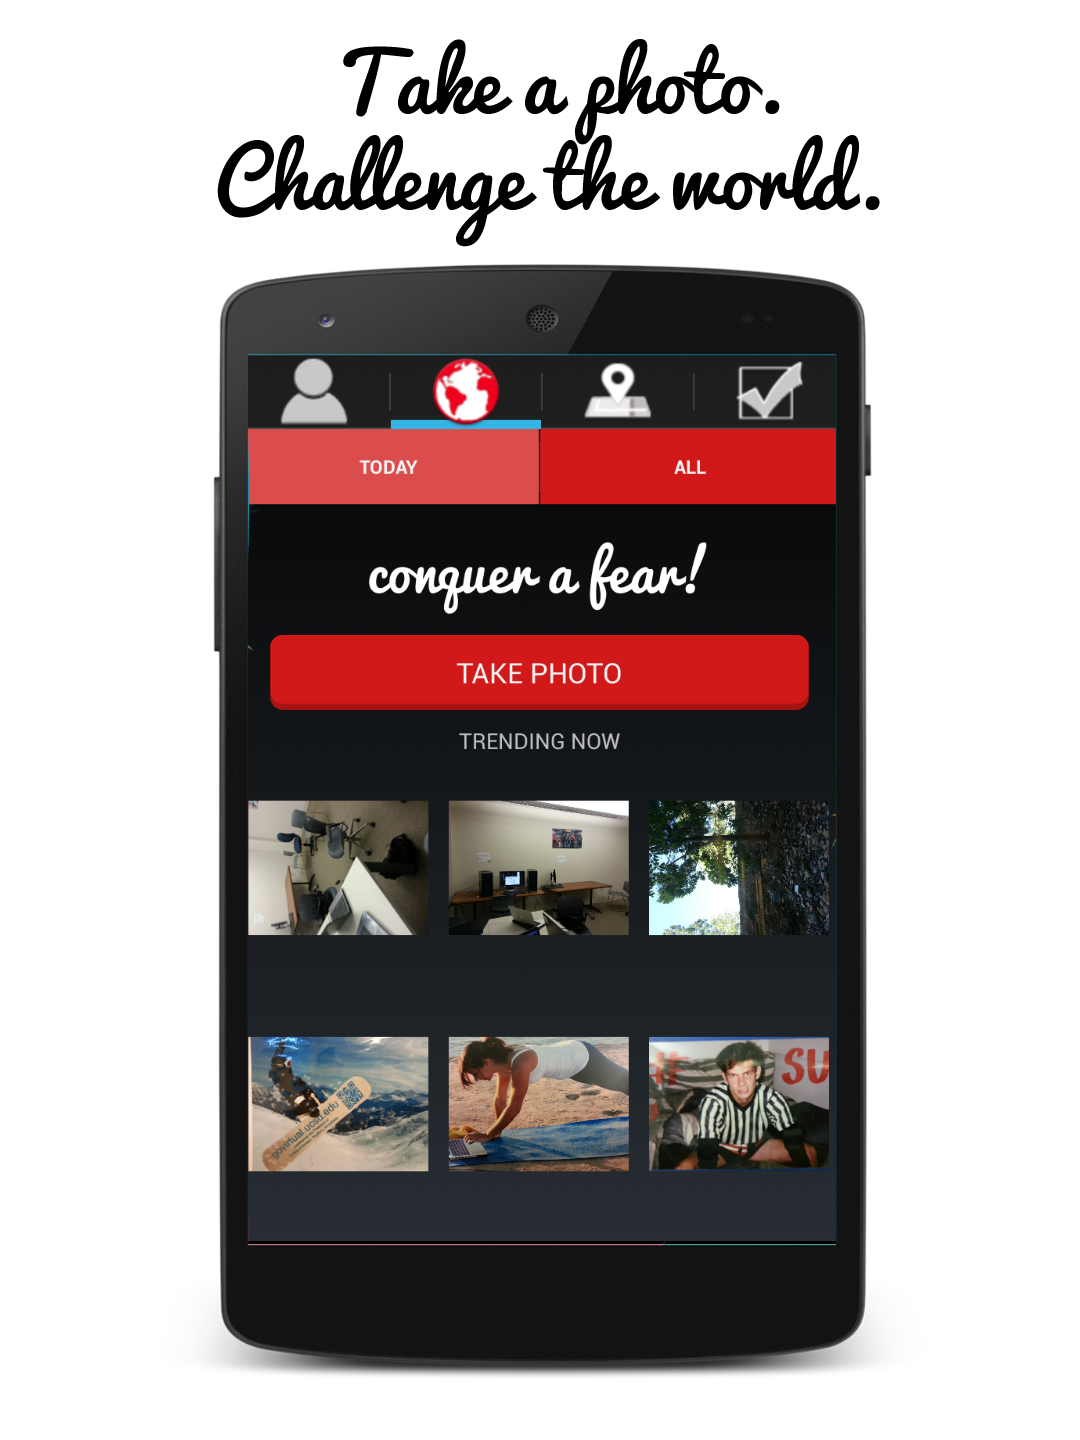 Take a photo.
Challenge the world.
TODAY
ALL
conquer a fear!
TAKE PHOTO
TRENDING NOW
govirtual.ucsd.edu
SU